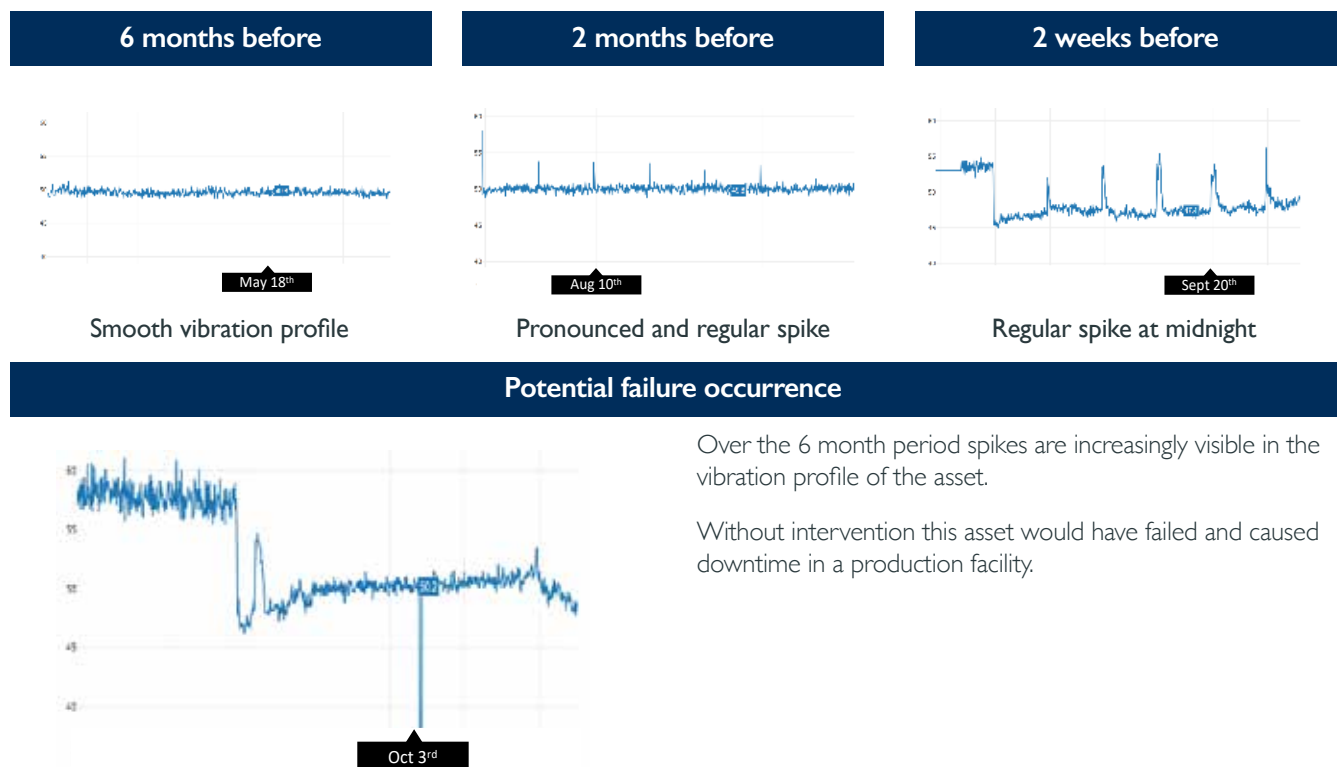 6 months before
2 months before
2 weeks before
May 18th
Aug 10th
Sept 20th
Smooth vibration profile
Pronounced and regular spike
Regular spike at midnight
Potential failure occurrence
Over the 6 month period spikes are increasingly visible in the
vibration profile of the asset.
Without intervention this asset would have failed and caused
downtime in a production facility.
55
50
45
Oct 3rd